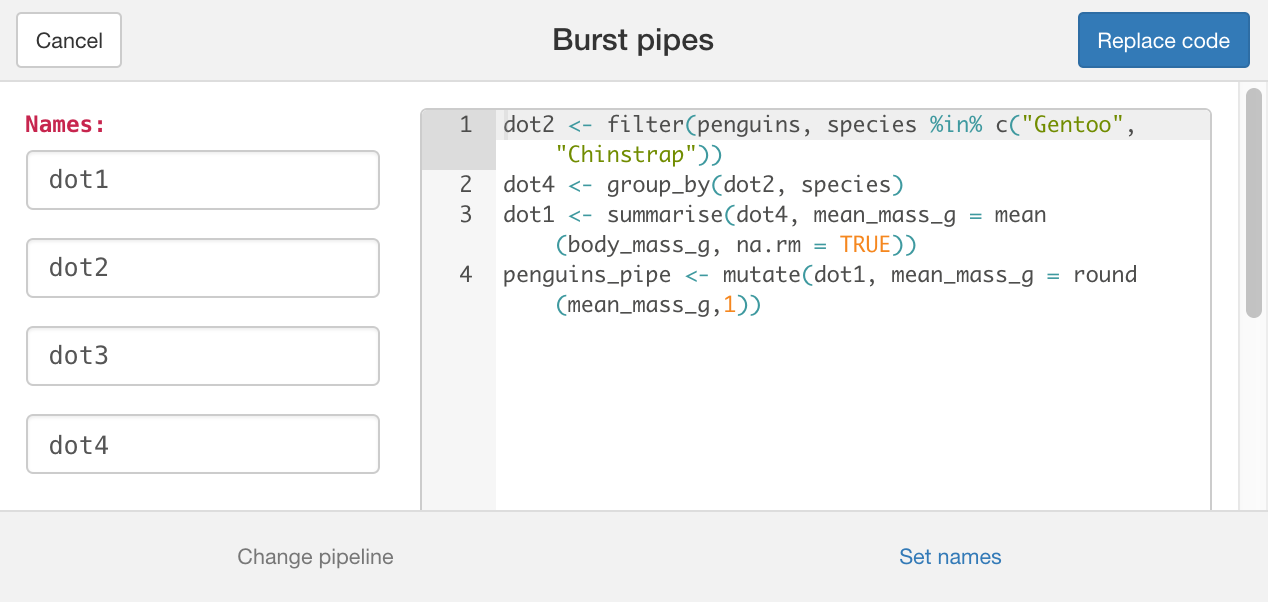 Cancel
Burst pipes
Replace code
Names:
dot1
dot2
dot3
dot4
1 dot2 <- filter(penguins, species %in% c("Gentoo",
"Chinstrap"))
2 dot4 <- group_by(dot2, species)
3 dot1 <- summarise(dot4, mean_mass_g = mean
(body_mass_g, na.rm = TRUE))
4 penguins_pipe <- mutate(dot1, mean_mass_g = round
(mean_mass_g,1))
Change pipeline
Set names